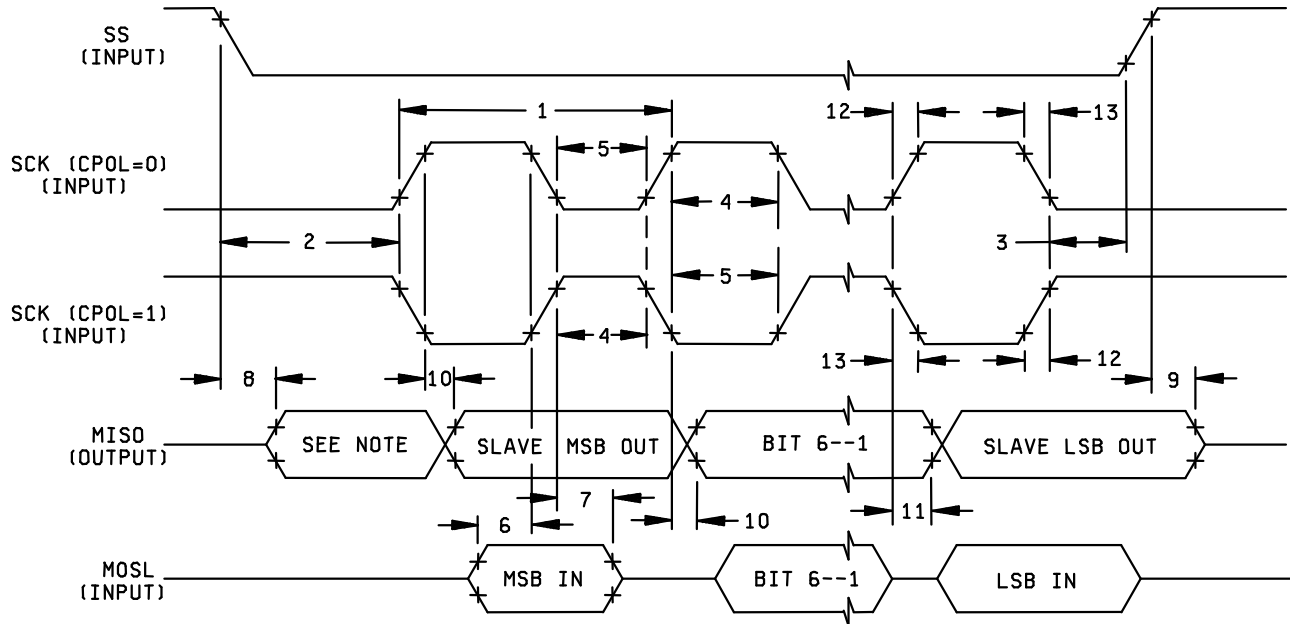 SS
(INPUT)
1
12
13
SCK (CPOL=0)
(INPUT)
5
4
2
3
5
SCK (CPOL=1)
(INPUT)
4
13
12
8
10
9
MISO
(OUTPUT)
SEE NOTE
SLAVE MSB OUT
BIT 6--1
SLAVE LSB OUT
7
6
10
11
MOSL
(INPUT)
MSB IN
BIT 6--1
LSB IN